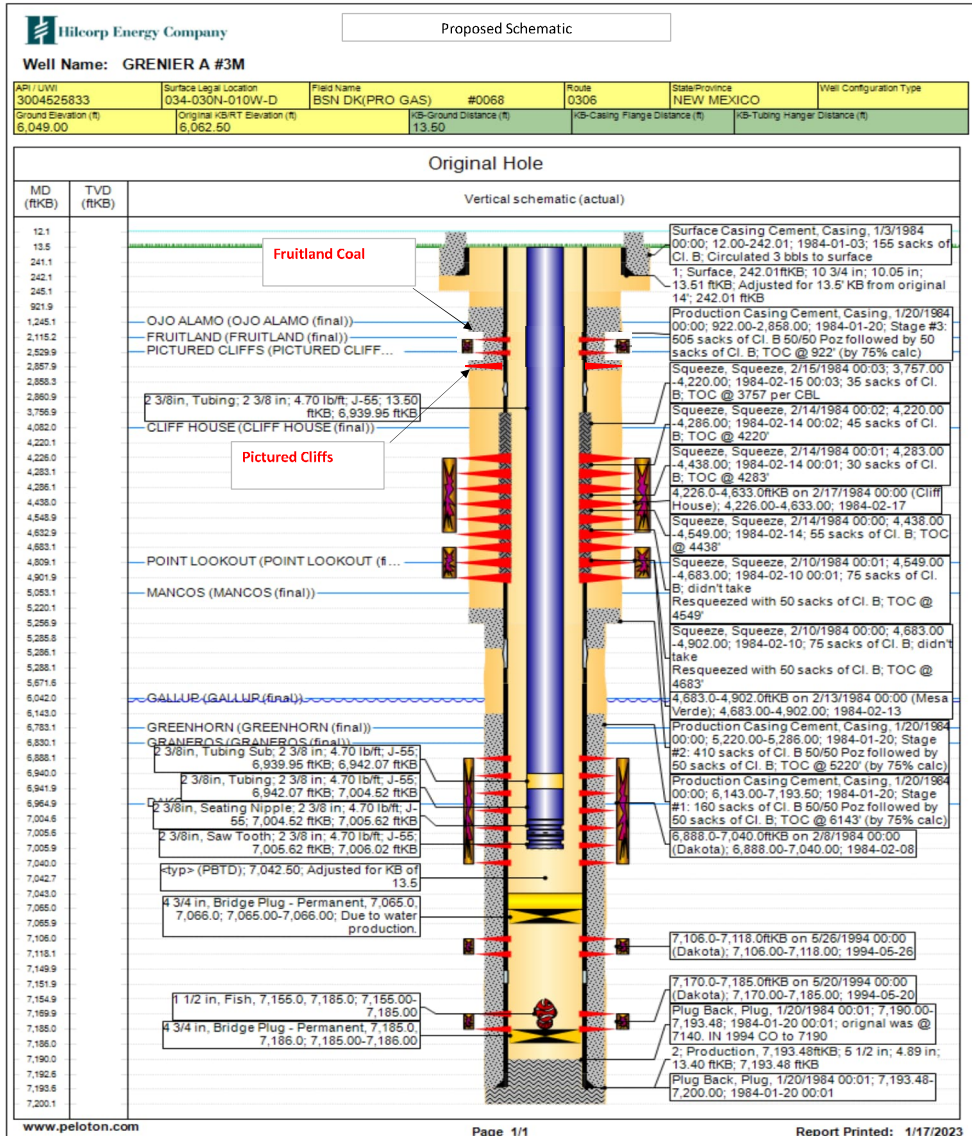 Hilcorp Energy Company
Proposed Schematic
Well Name: GRENIER A #3M
API / UWI
3004525833
Surface Legal Location
034-030N-010W-D
Field Name
BSN DK(PRO GAS) #0068
Route
0306
State/Province
NEW MEXICO
Well Configuration Type
Ground Elevation (ft)
6,049.00
Original KB/RT Elevation (ft)
6,062.50
KB-Ground Distance (ft)
13.50
KB-Casing Flange Distance (ft)
KB-Tubing Hanger Distance (ft)
Original Hole
MD
(ftKB)
TVD
(ftKB)
Vertical schematic (actual)
12.1
13.5
241.1
242.1
245.1
921.9
1,245.1
2,115.2
2,529.9
2,857.9
2,858.3
2,860.9
3,756.9
4,082.0
4,220.1
4,226.0
4,283.1
4,286.1
4,438.0
4,548.9
4,632.9
4,683.1
4,809.1
4,901.9
5,053.1
5,220.1
5,256.9
5,285.8
5,286.1
5,288.1
5,671.6
6,042.0
6,143.0
6,783.1
6,830.1
6,888.1
6,940.0
6,941.9
6,964.9
7,004.6
7,005.6
7,005.9
7,040.0
7,042.7
7,043.0
7,065.0
7,065.9
7,106.0
7,118.1
7,149.9
7,154.9
7,169.9
7,185.0
7,186.0
7,190.0
7,192.6
7,193.6
7,200.1
Fruitland Coal
OJO ALAMO (OJO ALAMO (final))
FRUITLAND (FRUITLAND (final))
PICTURED CLIFFS (PICTURED CLIFF...
2 3/8in, Tubing; 2 3/8 in; 4.70 lb/ft; J-55; 13.50
ftKB; 6,939.95 ftKB
CLIFF HOUSE (CLIFF HOUSE (final))
Pictured Cliffs
POINT LOOKOUT (POINT LOOKOUT (fi...
MANCOS (MANCOS (final))
GALLUP (GALLUP (final))
GREENHORN (GREENHORN (final))
GRANEROS (GRANEROS (final))
2 3/8in, Tubing Sub; 2 3/8 in; 4.70 lb/ft; J-55;
6,939.95 ftKB; 6,942.07 ftKB
2 3/8in, Tubing; 2 3/8 in; 4.70 lb/ft; J-55;
6,942.07 ftKB; 7,004.52 ftKB
2 3/8in, Seating Nipple; 2 3/8 in; 4.70 lb/ft; J-
55; 7,004.52 ftKB; 7,005.62 ftKB
2 3/8in, Saw Tooth; 2 3/8 in; 4.70 lb/ft; J-55;
7,005.62 ftKB; 7,006.02 ftKB
<typ> (PBTD); 7,042.50; Adjusted for KB of
13.5
4 3/4 in, Bridge Plug - Permanent, 7,065.0,
7,066.0; 7,065.00-7,066.00; Due to water
production.
1 1/2 in, Fish, 7,155.0, 7,185.0; 7,155.00-
7,185.00
4 3/4 in, Bridge Plug - Permanent, 7,185.0,
7,186.0; 7,185.00-7,186.00
Surface Casing Cement, Casing, 1/3/1984
00:00; 12.00-242.01; 1984-01-03; 155 sacks of
Cl. B; Circulated 3 bbls to surface
1; Surface, 242.01ftKB; 10 3/4 in; 10.05 in;
13.51 ftKB; Adjusted for 13.5' KB from original
14'; 242.01 ftKB
Production Casing Cement, Casing, 1/20/1984
00:00; 922.00-2,858.00; 1984-01-20; Stage #3:
505 sacks of Cl. B 50/50 Poz followed by 50
sacks of Cl. B; TOC @ 922' (by 75% calc)
Squeeze, Squeeze, 2/15/1984 00:03; 3,757.00
-4,220.00; 1984-02-15 00:03; 35 sacks of Cl.
B; TOC @ 3757 per CBL
Squeeze, Squeeze, 2/14/1984 00:02; 4,220.00
-4,286.00; 1984-02-14 00:02; 45 sacks of Cl.
B; TOC @ 4220'
Squeeze, Squeeze, 2/14/1984 00:01; 4,283.00
-4,438.00; 1984-02-14 00:01; 30 sacks of Cl.
B; TOC @ 4283'
4,226.0-4,633.0ftKB on 2/17/1984 00:00 (Cliff
House); 4,226.00-4,633.00; 1984-02-17
Squeeze, Squeeze, 2/14/1984 00:00; 4,438.00
-4,549.00; 1984-02-14; 55 sacks of Cl. B; TOC
@ 4438'
Squeeze, Squeeze, 2/10/1984 00:01; 4,549.00
-4,683.00; 1984-02-10 00:01; 75 sacks of Cl.
B; didn't take
Resqueezed with 50 sacks of Cl. B; TOC @
4549'
Squeeze, Squeeze, 2/10/1984 00:00; 4,683.00
-4,902.00; 1984-02-10; 75 sacks of Cl. B; didn't
take
Resqueezed with 50 sacks of Cl. B; TOC @
4683'
4,683.0-4,902.0ftKB on 2/13/1984 00:00 (Mesa
Verde); 4,683.00-4,902.00; 1984-02-13
Production Casing Cement, Casing, 1/20/1984
00:00; 5,220.00-5,286.00; 1984-01-20; Stage
#2: 410 sacks of Cl. B 50/50 Poz followed by
50 sacks of Cl. B; TOC @ 5220' (by 75% calc)
Production Casing Cement, Casing, 1/20/1984
00:00; 6,143.00-7,193.50; 1984-01-20; Stage
#1: 160 sacks of Cl. B 50/50 Poz followed by
50 sacks of Cl. B; TOC @ 6143' (by 75% calc)
6,888.0-7,040.0ftKB on 2/8/1984 00:00
(Dakota); 6,888.00-7,040.00; 1984-02-08
7,106.0-7,118.0ftKB on 5/26/1994 00:00
(Dakota); 7,106.00-7,118.00; 1994-05-26
7,170.0-7,185.0ftKB on 5/20/1994 00:00
(Dakota); 7,170.00-7,185.00; 1994-05-20
Plug Back, Plug, 1/20/1984 00:01; 7,190.00-
7,193.48; 1984-01-20 00:01; orignal was @
7140. IN 1994 CO to 7190
2; Production, 7,193.48ftKB; 5 1/2 in; 4.89 in;
13.40 ftKB; 7,193.48 ftKB
Plug Back, Plug, 1/20/1984 00:01; 7,193.48-
7,200.00; 1984-01-20 00:01
www.peloton.com
Page 1/1
Report Printed: 1/17/2023